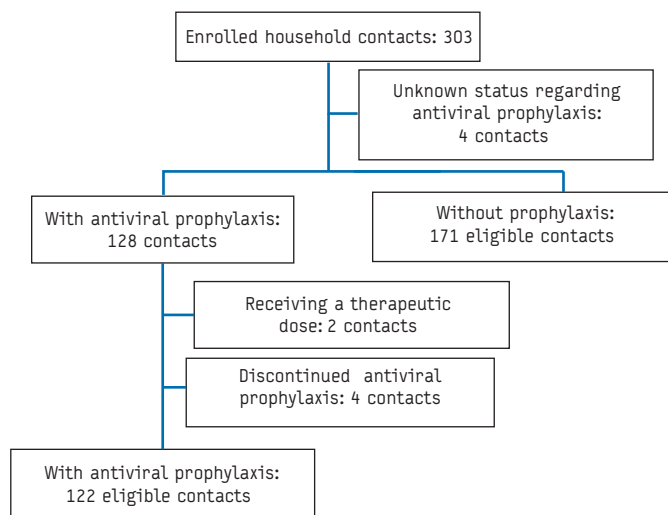 Enrolled household contacts: 303
Unknown status regarding
antiviral prophylaxis:
4 contacts
With antiviral prophylaxis:
128 contacts
Without prophylaxis:
171 eligible contacts
Receiving a therapeutic
dose: 2 contacts
Discontinued antiviral
prophylaxis: 4 contacts
With antiviral prophylaxis:
122 eligible contacts